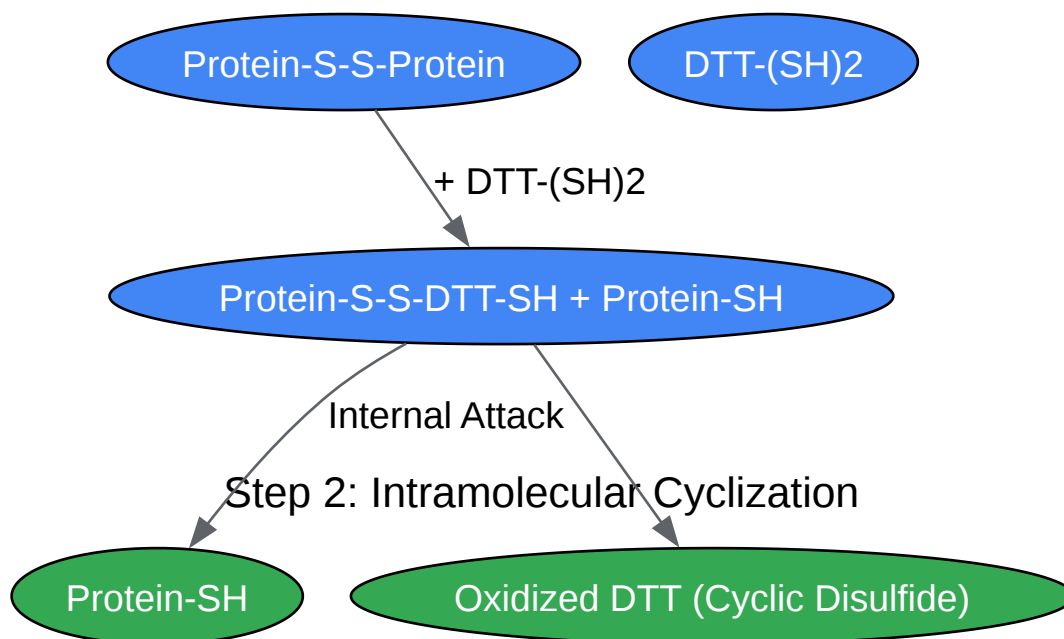 Protein-S-S-Protein
DTT-(SH)2
+ DTT-(SH)2
Protein-S-S-DTT-SH + Protein-SH
Internal Attack
Step 2: Intramolecular Cyclization
Protein-SH
Oxidized DTT (Cyclic Disulfide)